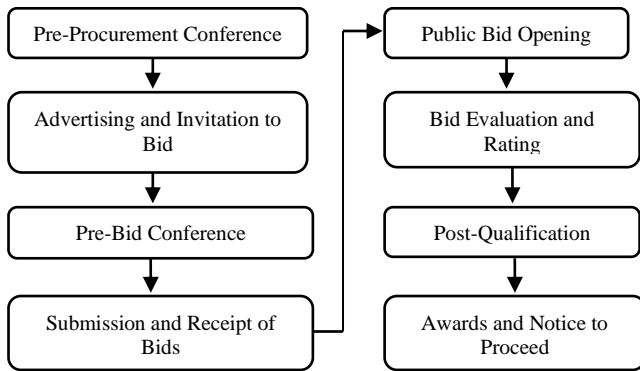 Pre-Procurement Conference
Advertising and Invitation to
Bid
Pre-Bid Conference
Submission and Receipt of
Bids
Public Bid Opening
Bid Evaluation and
Rating
Post-Qualification
Awards and Notice to
Proceed